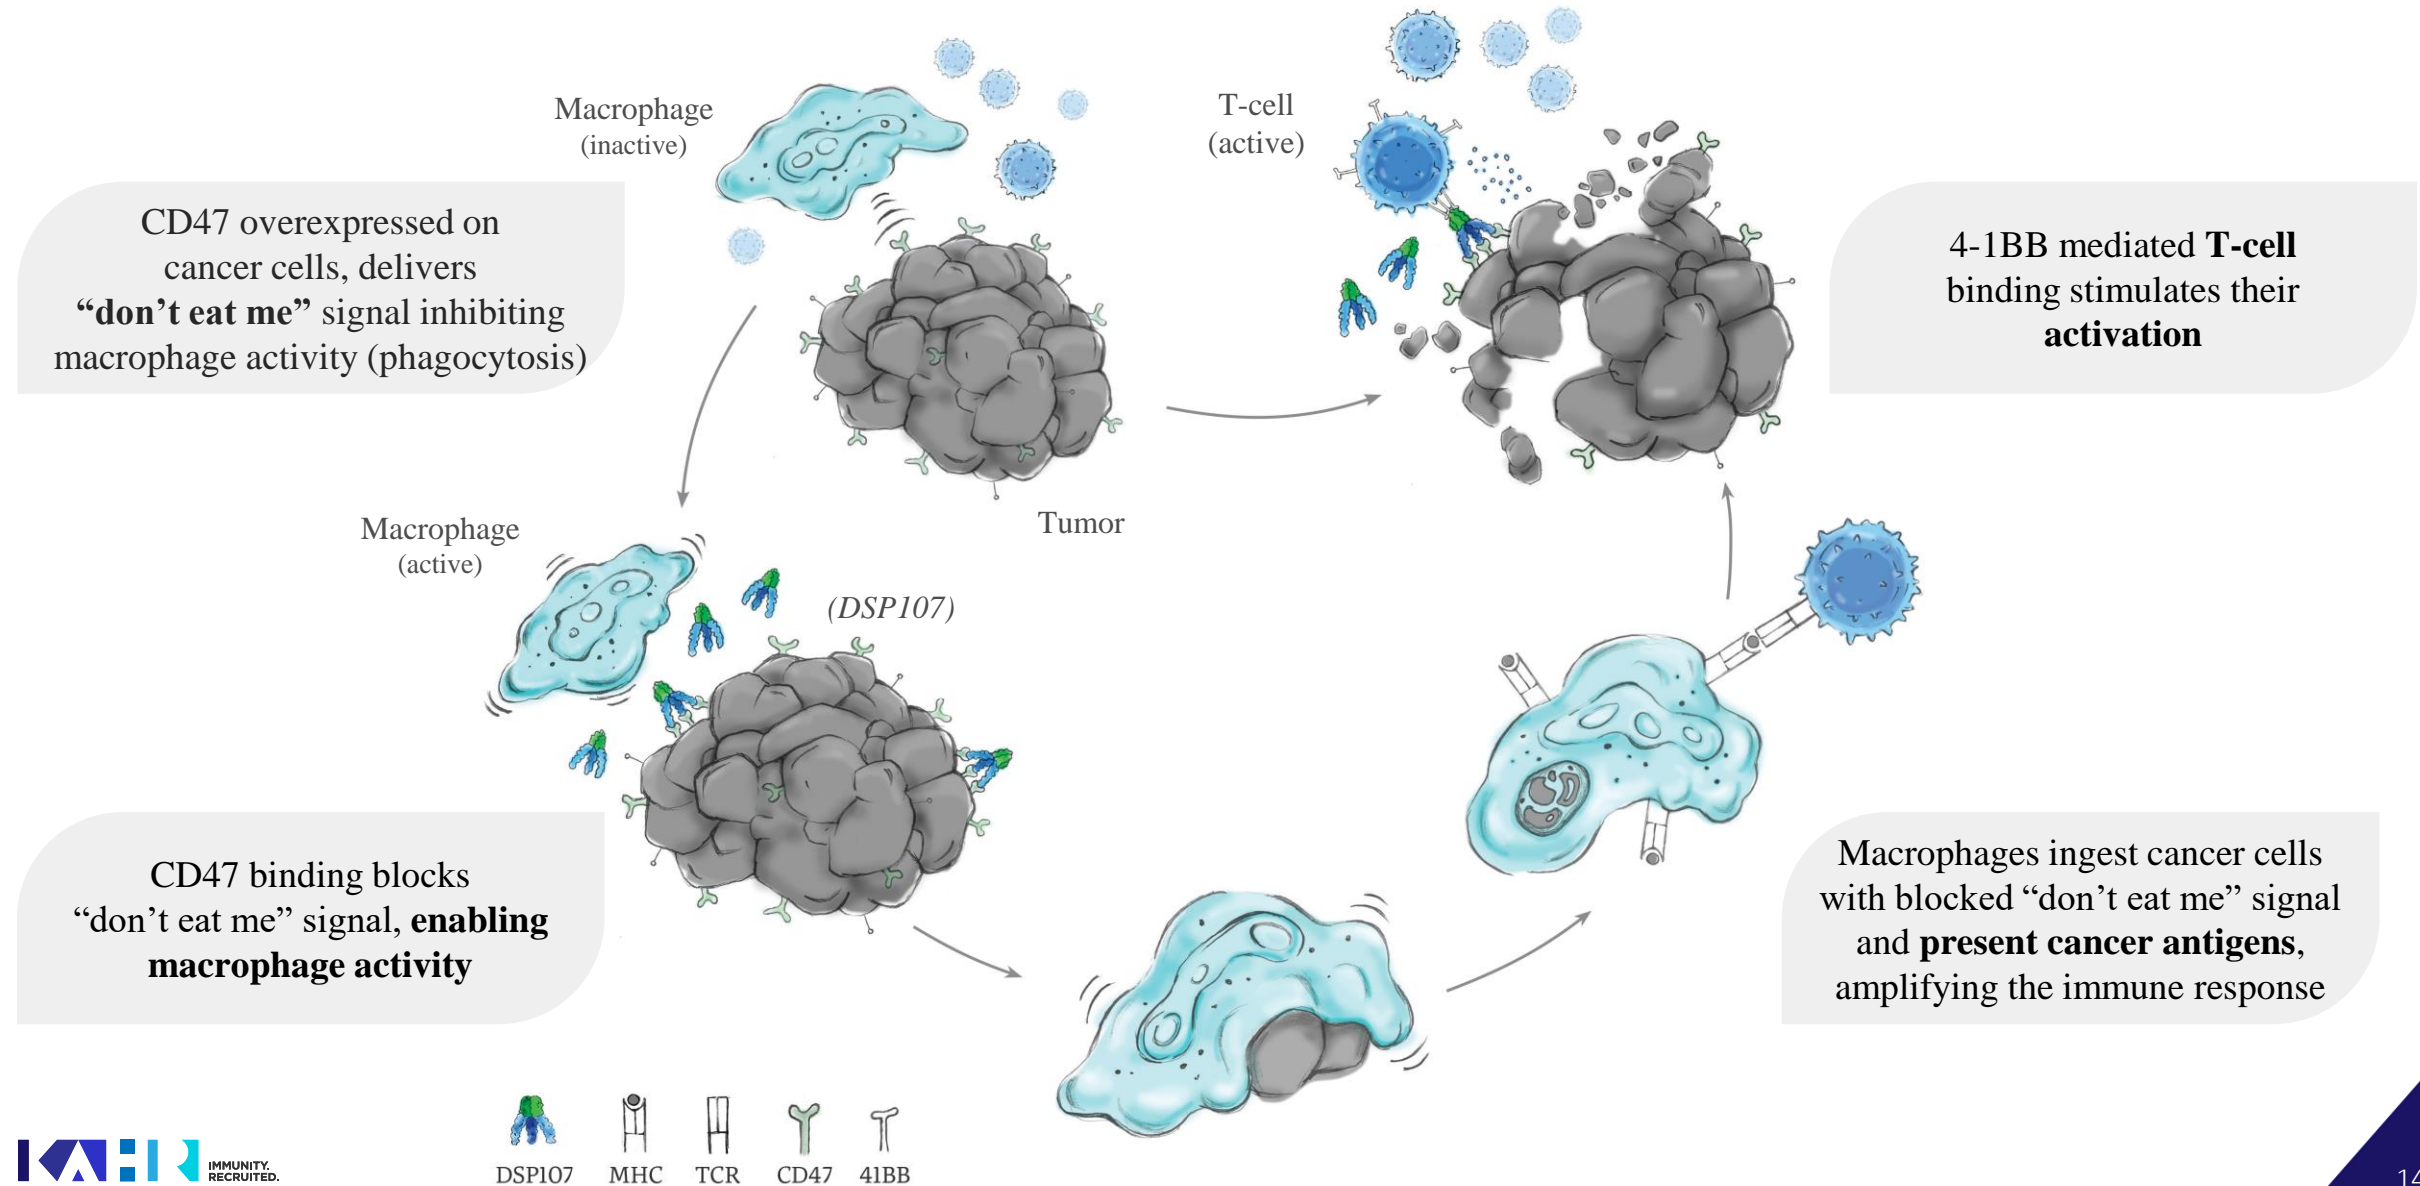 Macrophage
(inactive)
T-cell
(active)
CD47 overexpressed on
cancer cells, delivers
“don’t eat me” signal inhibiting
macrophage activity (phagocytosis)
4-1BB mediated T-cell
binding stimulates their
activation
Tumor
Macrophage
(active)
(DSP107)
CD47 binding blocks
“don’t eat me” signal, enabling
macrophage activity
Macrophages ingest cancer cells
with blocked “don’t eat me” signal
and present cancer antigens,
amplifying the immune response
DSP107 MHC TCR CD47 41BB
KAHR
IMMUNITY.
RECRUITED.
14